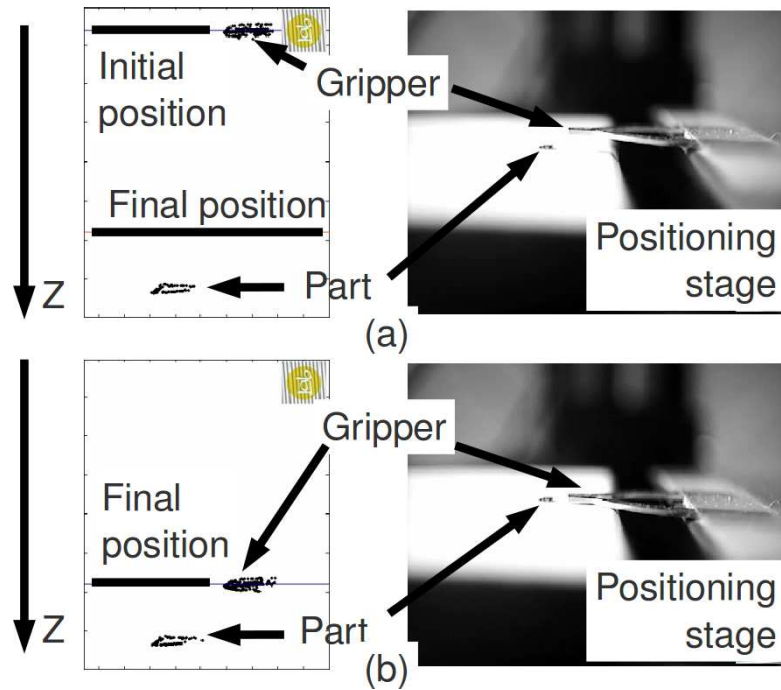 Initial
position
Gripper
Final position
Z
Part
Positioning
stage
(a)
Gripper
Final
position
Z
Part
Positioning
stage
(b)